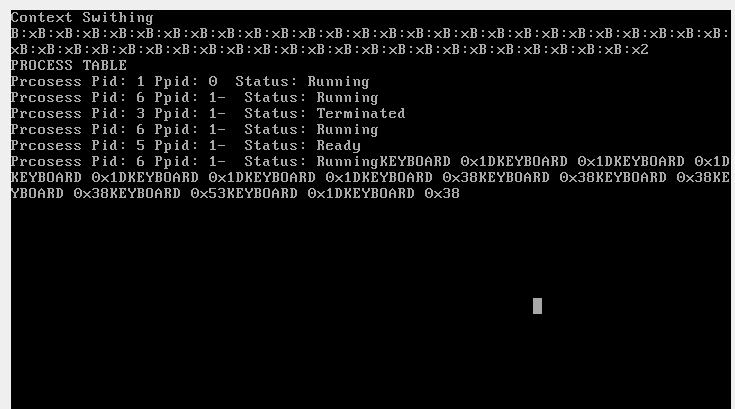 Context Swithing
B:xB:xB:xB:xB:xB:xB:xB:xB:xB:xB:xB:xB:xB:xB:xB:xB:xB:xB:xB:xB:xB:xB:xB:xB:xB:xB:
xB:xB:xB:xB:xB:xB:xB:xB:xB:xB:xB:xB:xB:xB:xB:xB:xB:xB:xB:xB:xB:xB:xB:x2
PROCESS TABLE
Prcosess Pid: 1 Ppid: 0  Status: Running
Prcosess Pid: 6 Ppid: 1-  Status: Running
Prcosess Pid: 3 Ppid: 1-  Status: Terminated
Prcosess Pid: 6 Ppid: 1-  Status: Running
Prcosess Pid: 5 Ppid: 1-  Status: Ready
Prcosess Pid: 6 Ppid: 1-  Status: RunningKEYBOARD 0x1DKEYBOARD 0x1DKEYBOARD 0x1D
KEYBOARD 0x1DKEYBOARD 0x1DKEYBOARD 0x1DKEYBOARD 0x38KEYBOARD 0x38KEYBOARD 0x38KE
YBOARD 0x38KEYBOARD 0x53KEYBOARD 0x1DKEYBOARD 0x38